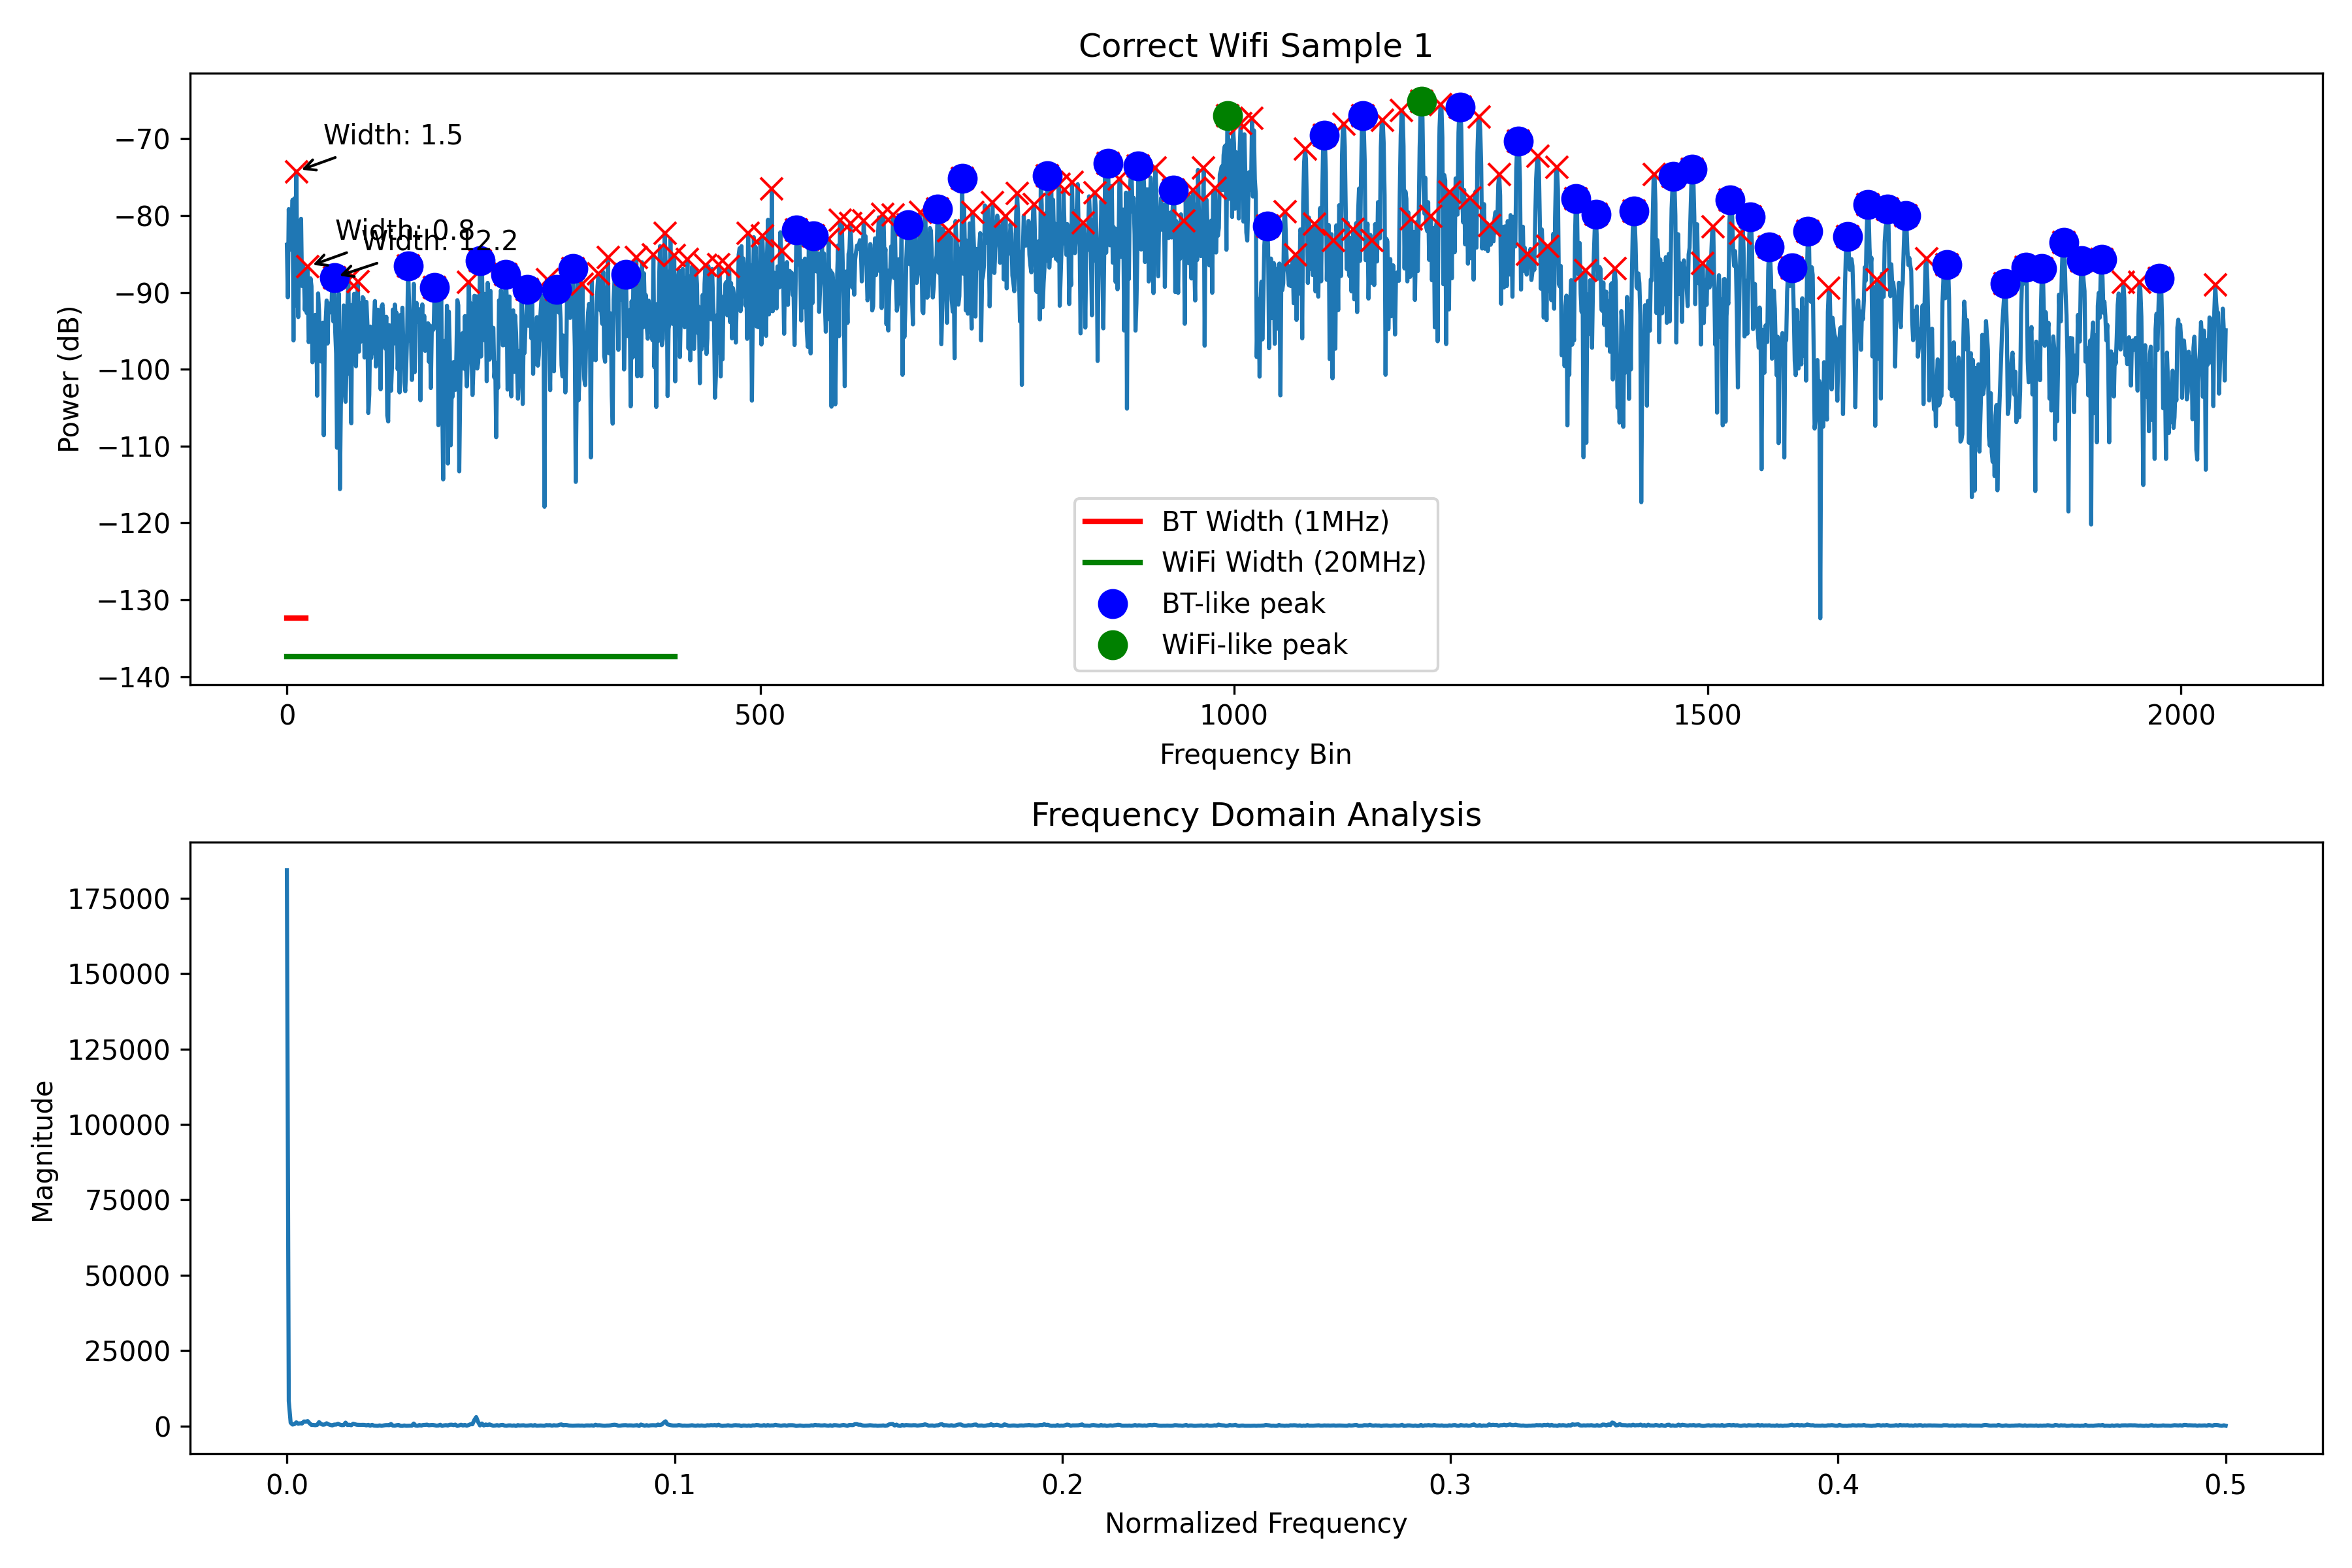 Correct Wifi Sample 1
Power (dB)
−70
−80
−90
−100
−110
−120
−130
−140
Width: 1.5
Width: 0.8
Width: 12.2
BT Width (1MHz)
WiFi Width (20MHz)
BT-like peak
WiFi-like peak
0
500
1000
1500
2000
Frequency Bin
Frequency Domain Analysis
Magnitude
175000
150000
125000
100000
75000
50000
25000
0
0.0
0.1
0.2
0.3
0.4
0.5
Normalized Frequency